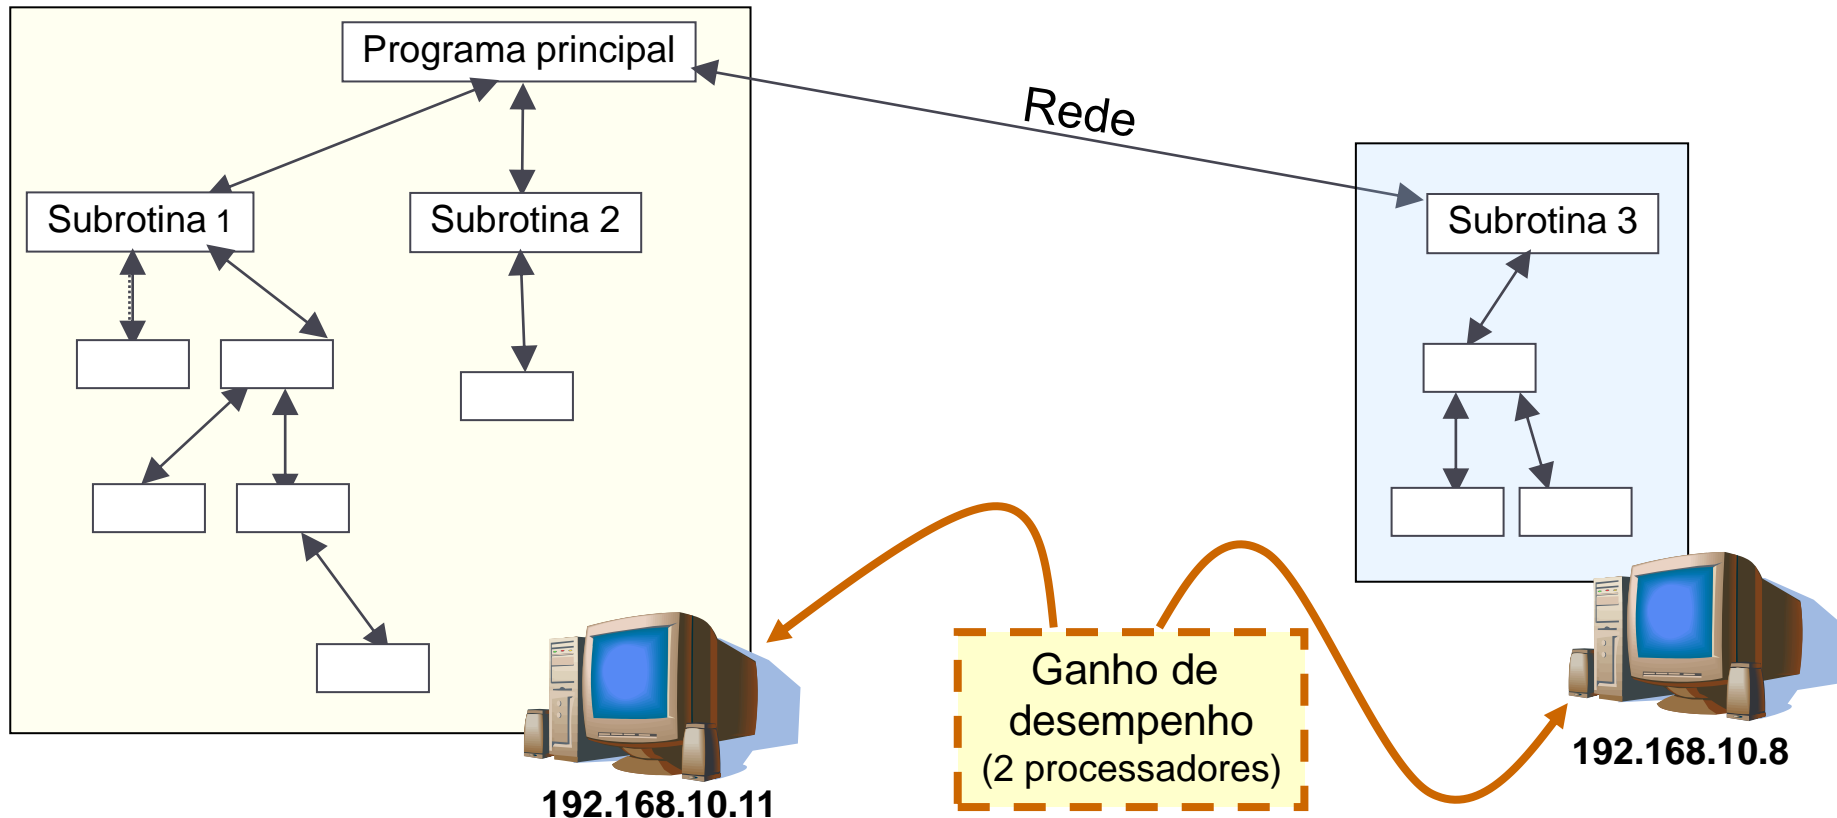 Programa principal
Rede
Subrotina 1
Subrotina 2
Subrotina 3
Ganho de
desempenho
(2 processadores)
192.168.10.8
192.168.10.11